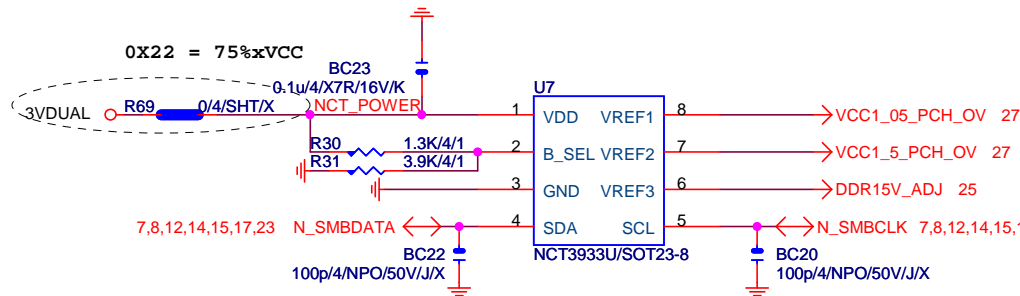 0X22 = 75%xVCC
BC23
0.1u/4/X7R/16V/K
U7
3VDUAL R69 0/4/SHT/X NCT_POWER 1 VDD VREF1 8 VCC1_05_PCH_OV 27
R30 1.3K/4/1 2 B_SEL VREF2 7 VCC1_5_PCH_OV 27
R31 3.9K/4/1
3 GND VREF3 6 DDR15V_ADJ 25
7,8,12,14,15,17,23 N_SMBDATA 4 SDA SCL 5 N_SMBCLK 7,8,12,14,15,1
BC22 NCT3933U/SOT23-8 BC20
100p/4/NPO/50V/J/X 100p/4/NPO/50V/J/X